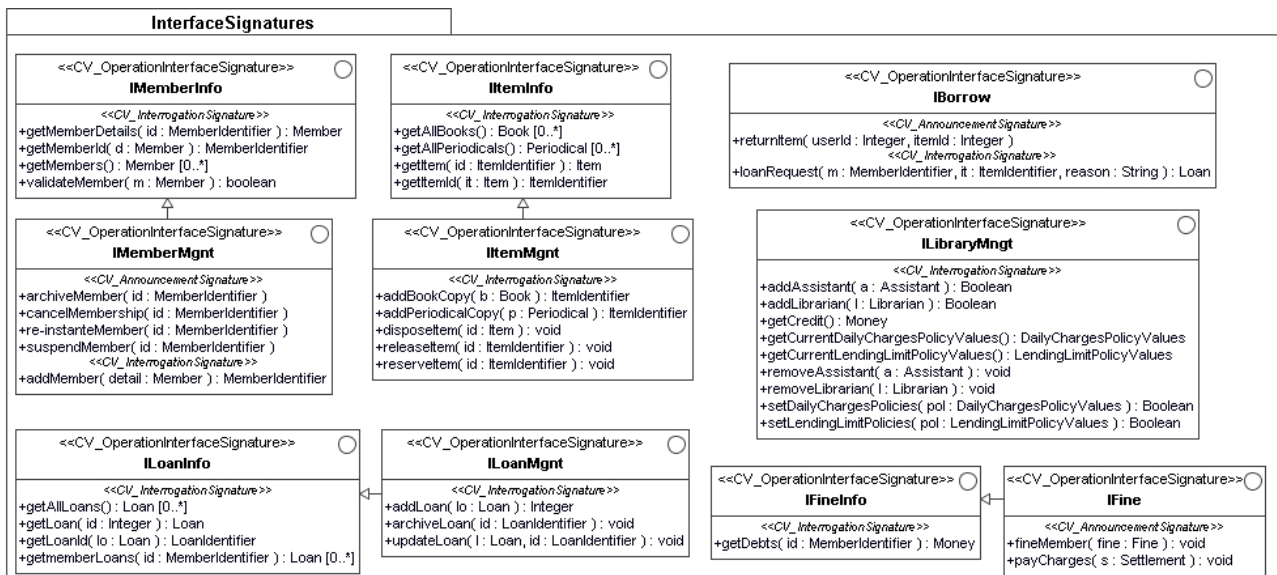 InterfaceSignatures
<<CV_OperationInterfaceSignature>>
IMemberInfo
<<CV_InterrogationSignature>>
+getMemberDetails( id : MemberIdentifier ) : Member
+getMemberId( d : Member ) : MemberIdentifier
+getMembers() : Member [0..*]
+validateMember( m : Member ) : boolean
<<CV_OperationInterfaceSignature>>
IItemInfo
<<CV_InterrogationSignature>>
+getAllBooks() : Book [0..*]
+getAllPeriodicals() : Periodical [0..*]
+getItem( id : ItemIdentifier ) : Item
+getItemId( it : Item ) : ItemIdentifier
<<CV_OperationInterfaceSignature>>
IBorrow
<<CV_AnnouncementSignature>>
+returnItem( userId : Integer, itemId : Integer )
<<CV_InterrogationSignature>>
+loanRequest( m : MemberIdentifier, it : ItemIdentifier, reason : String ) : Loan
<<CV_OperationInterfaceSignature>>
IMemberMgnt
<<CV_AnnouncementSignature>>
+archiveMember( id : MemberIdentifier )
+cancelMembership( id : MemberIdentifier )
+re-instanteMember( id : MemberIdentifier )
+suspendMember( id : MemberIdentifier )
<<CV_InterrogationSignature>>
+addMember( detail : Member ) : MemberIdentifier
<<CV_OperationInterfaceSignature>>
IItemMgnt
<<CV_InterrogationSignature>>
+addBookCopy( b : Book ) : ItemIdentifier
+addPeriodicalCopy( p : Periodical ) : ItemIdentifier
+disposeItem( id : Item ) : void
+releaseItem( id : ItemIdentifier ) : void
+reserveItem( id : ItemIdentifier ) : void
<<CV_OperationInterfaceSignature>>
ILibraryMngt
<<CV_InterrogationSignature>>
+addAssistant( a : Assistant ) : Boolean
+addLibrarian( l : Librarian ) : Boolean
+getCredit() : Money
+getCurrentDailyChargesPolicyValues() : DailyChargesPolicyValues
+getCurrentLendingLimitPolicyValues() : LendingLimitPolicyValues
+removeAssistant( a : Assistant ) : void
+removeLibrarian( l : Librarian ) : void
+setDailyChargesPolicies( pol : DailyChargesPolicyValues ) : Boolean
+setLendingLimitPolicies( pol : LendingLimitPolicyValues ) : Boolean
<<CV_OperationInterfaceSignature>>
ILoanInfo
<<CV_InterrogationSignature>>
+getAllLoans() : Loan [0..*]
+getLoan( id : Integer ) : Loan
+getLoanId( lo : Loan ) : LoanIdentifier
+getmemberLoans( id : MemberIdentifier ) : Loan [0..*]
<<CV_OperationInterfaceSignature>>
ILoanMgnt
<<CV_InterrogationSignature>>
+addLoan( lo : Loan ) : Integer
+archiveLoan( id : LoanIdentifier ) : void
+updateLoan( l : Loan, id : LoanIdentifier ) : void
<<CV_OperationInterfaceSignature>>
IFineInfo
<<CV_InterrogationSignature>>
+getDebts( id : MemberIdentifier ) : Money
<<CV_OperationInterfaceSignature>>
IFine
<<CV_AnnouncementSignature>>
+fineMember( fine : Fine ) : void
+payCharges( s : Settlement ) : void